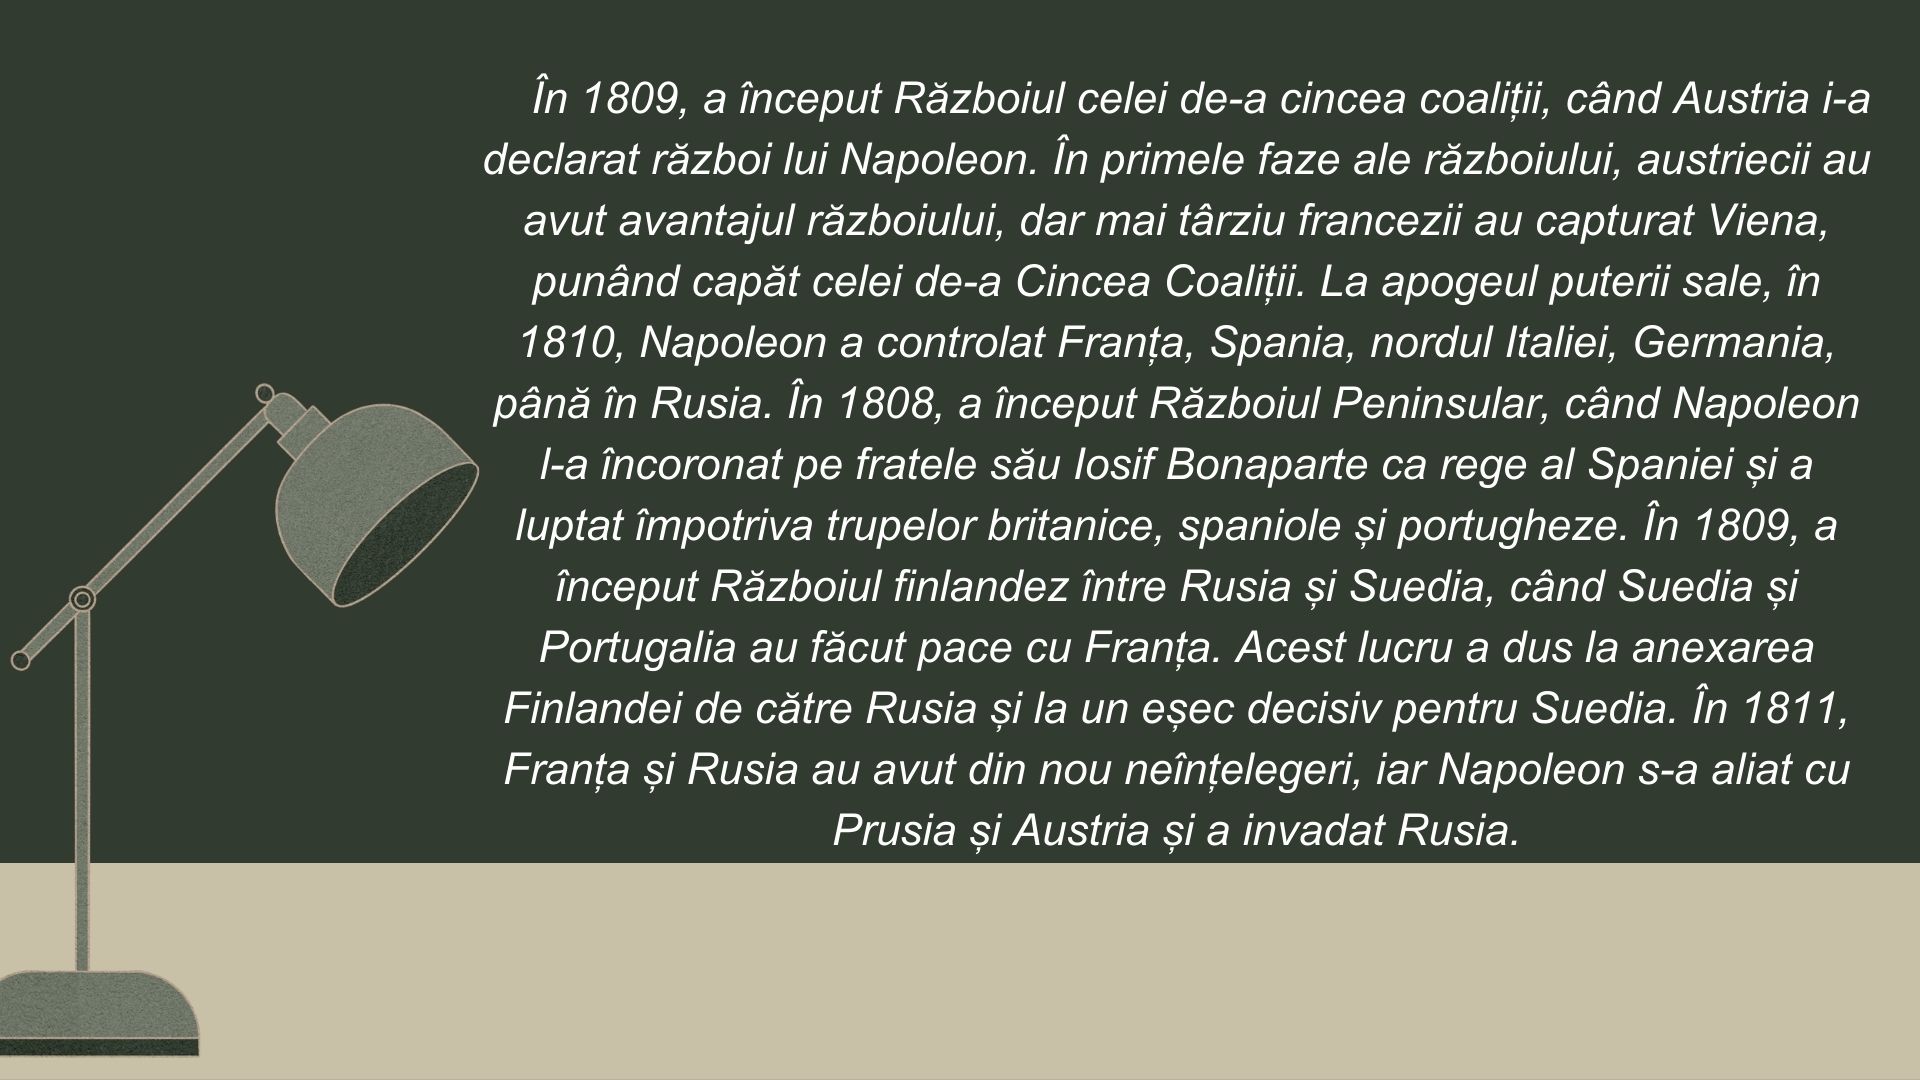 În 1809, a început Războiul celei de-a cincea coaliții, când Austria i-a
declarat război lui Napoleon. În primele faze ale războiului, austriecii au
avut avantajul războiului, dar mai târziu francezii au capturat Viena,
punând capăt celei de-a Cincea Coaliții. La apogeul puterii sale, în
1810, Napoleon a controlat Franța, Spania, nordul Italiei, Germania,
până în Rusia. În 1808, a început Războiul Peninsular, când Napoleon
l-a încoronat pe fratele său Iosif Bonaparte ca rege al Spaniei și a
luptat împotriva trupelor britanice, spaniole și portugheze. În 1809, a
început Războiul finlandez între Rusia și Suedia, când Suedia și
Portugalia au făcut pace cu Franța. Acest lucru a dus la anexarea
Finlandei de către Rusia și la un eșec decisiv pentru Suedia. În 1811,
Franța și Rusia au avut din nou neînțelegeri, iar Napoleon s-a aliat cu
Prusia și Austria și a invadat Rusia.